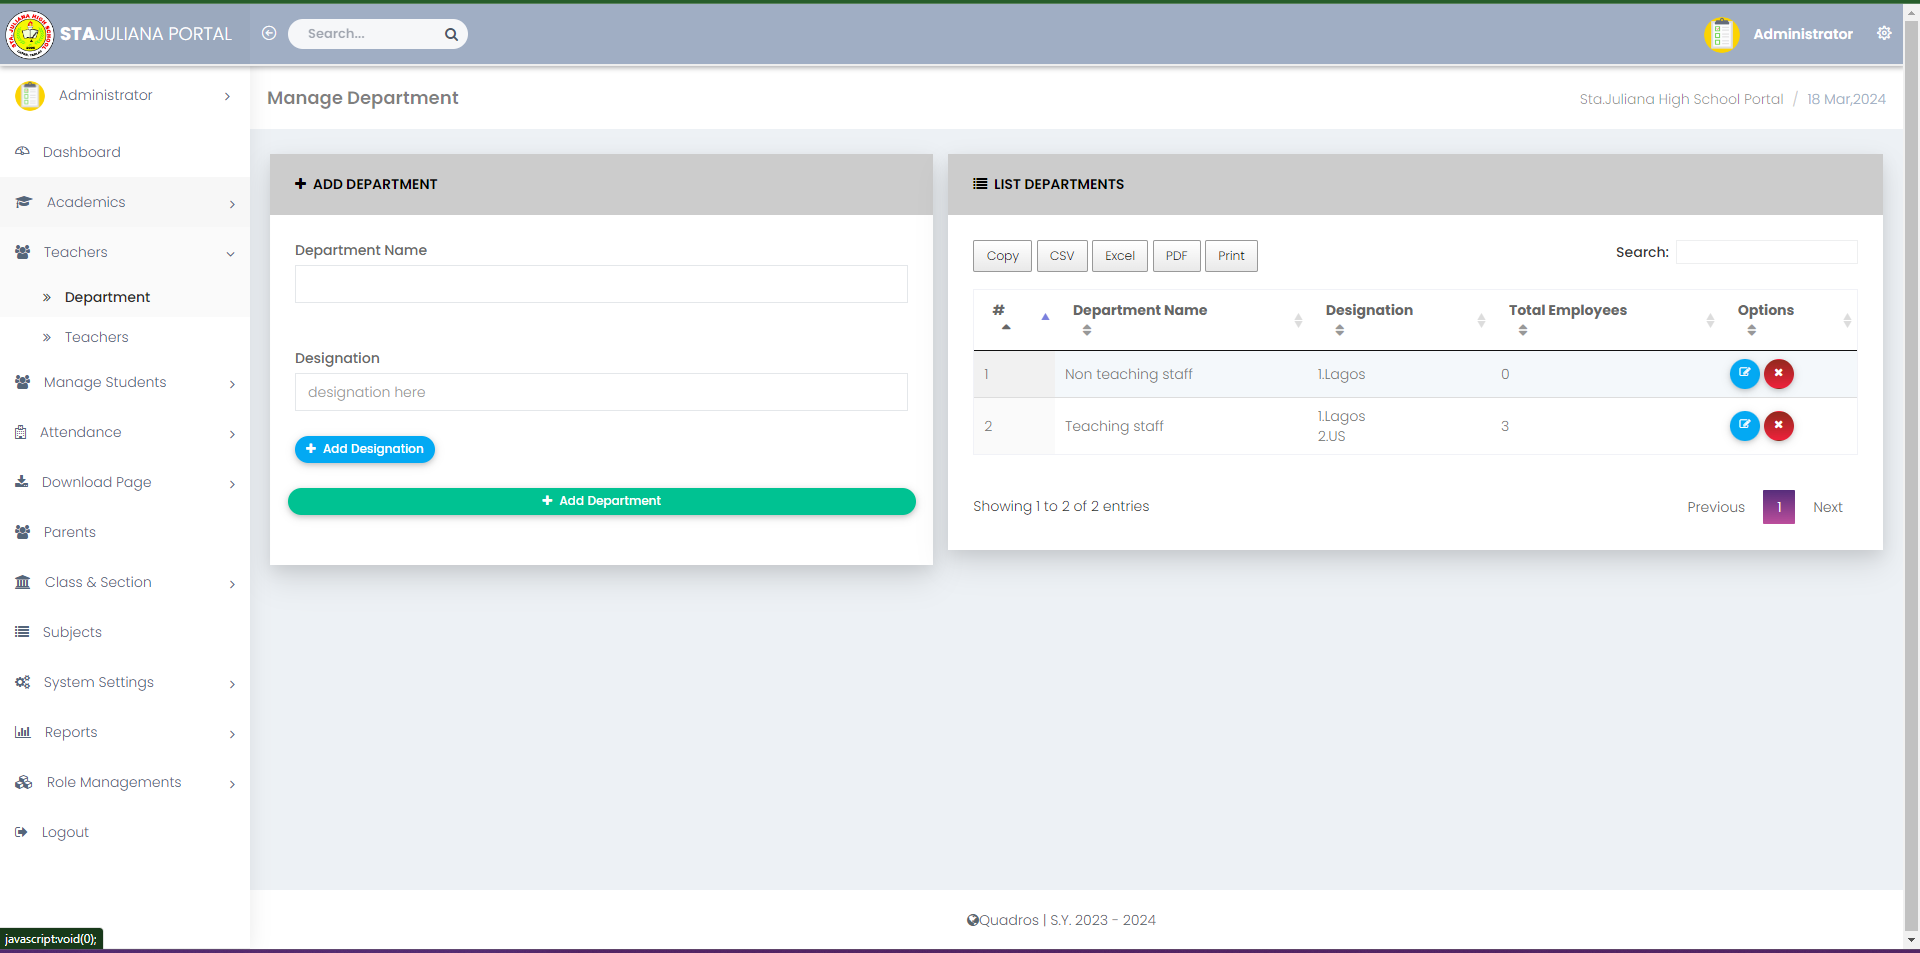 STAJULIANA PORTAL
Search...
Administrator
Administrator
Dashboard
Academics
Teachers
Department
Teachers
Manage Students
Attendance
Download Page
Parents
Class & Section
Subjects
System Settings
Reports
Role Managements
Logout
javascript:void(0);
Manage Department
Sta.Juliana High School Portal / 18 Mar,2024
ADD DEPARTMENT
Department Name
Designation
designation here
Add Designation
Add Department
LIST DEPARTMENTS
Copy CSV Excel PDF Print
Search:
# Department Name Designation Total Employees Options
1 Non teaching staff 1.Lagos 0
2 Teaching staff 1.Lagos 3
2.US
Showing 1 to 2 of 2 entries
Previous 1 Next
Quadros | S.Y. 2023 - 2024